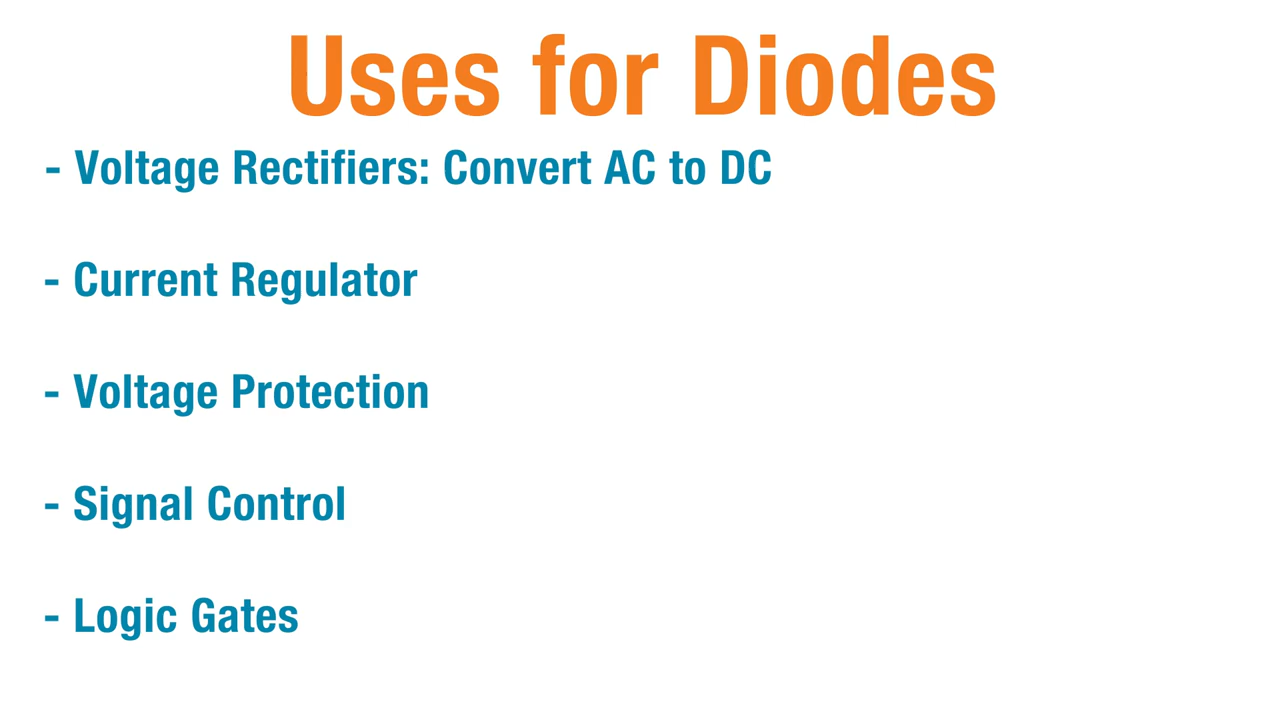 Uses for Diodes
- Voltage Rectifiers: Convert AC to DC
- Current Regulator
- Voltage Protection
- Signal Control
- Logic Gates